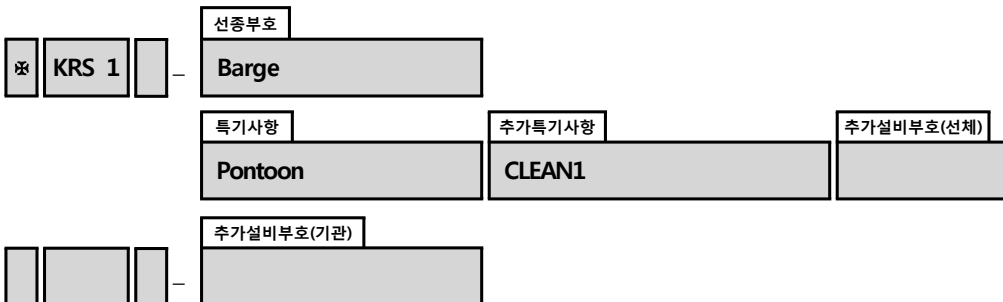 선종부호
✠ KRS 1 – Barge
특기사항 추가특기사항 추가설비부호(선체)
Pontoon CLEAN1
추가설비부호(기관)
–